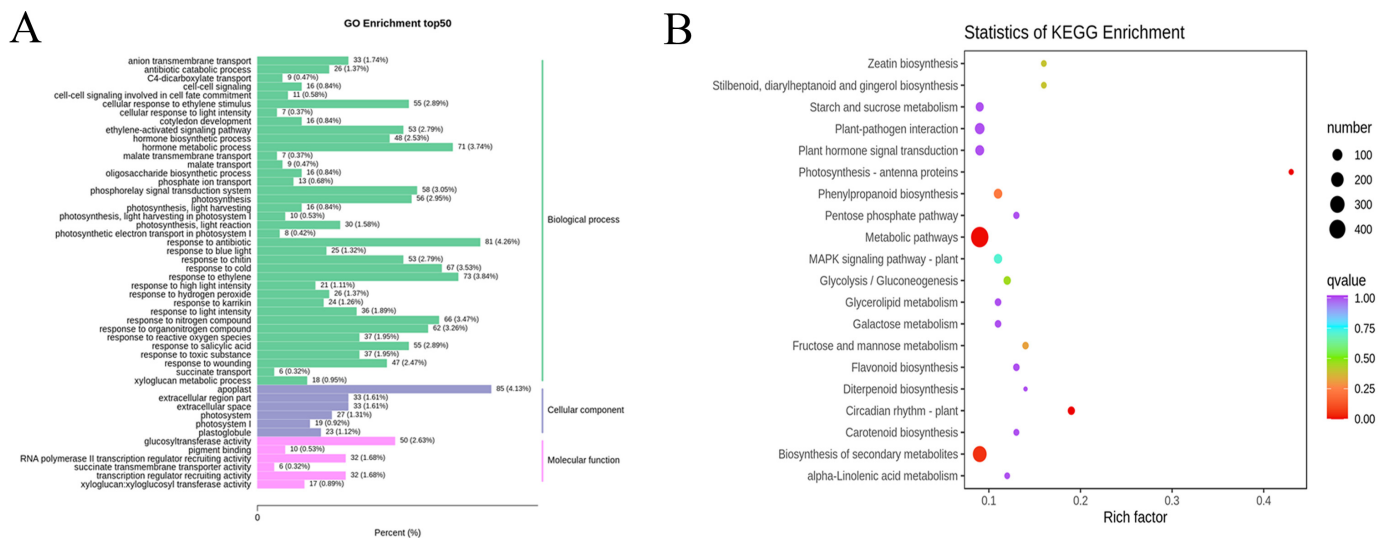 A
GO Enrichment top50
anion transmembrane transport 33 (1.74%)
antibiotic catabolic process 26 (1.37%)
C4-dicarboxylate transport 9 (0.47%)
cell-cell signaling 16 (0.84%)
cell-cell signaling involved in cell fate commitment 11 (0.58%)
cellular response to ethylene stimulus 55 (2.89%)
cellular response to light intensity 7 (0.37%)
cotyledon development 16 (0.84%)
ethylene-activated signaling pathway 53 (2.79%)
hormone biosynthetic process 48 (2.53%)
hormone metabolic process 71 (3.74%)
malate transmembrane transport 7 (0.37%)
malate transport 9 (0.47%)
oligosaccharide biosynthetic process 16 (0.84%)
phosphate ion transport 13 (0.68%)
phosphorelay signal transduction system 58 (3.05%)
photosynthesis 56 (2.95%)
photosynthesis, light harvesting 16 (0.84%)
photosynthesis, light harvesting in photosystem I 10 (0.53%)
photosynthesis, light reaction 30 (1.58%)
photosynthetic electron transport in photosystem I 8 (0.42%)
response to antibiotic 81 (4.26%)
response to blue light 25 (1.32%)
response to chitin 53 (2.79%)
response to cold 67 (3.53%)
response to ethylene 73 (3.84%)
response to high light intensity 21 (1.11%)
response to hydrogen peroxide 26 (1.37%)
response to karrikin 24 (1.26%)
response to light intensity 36 (1.89%)
response to nitrogen compound 66 (3.47%)
response to organonitrogen compound 62 (3.26%)
response to reactive oxygen species 37 (1.95%)
response to salicylic acid 55 (2.89%)
response to toxic substance 37 (1.95%)
response to wounding 47 (2.47%)
succinate transport 6 (0.32%)
xyloglucan metabolic process 18 (0.95%)
apoplast 85 (4.13%)
extracellular region part 33 (1.61%)
extracellular space 33 (1.61%)
photosystem 27 (1.31%)
photosystem I 19 (0.92%)
plastoglobule 23 (1.12%)
glucosyltransferase activity 50 (2.63%)
pigment binding 10 (0.53%)
RNA polymerase II transcription regulator recruiting activity 32 (1.68%)
succinate transmembrane transporter activity 6 (0.32%)
transcription regulator recruiting activity 32 (1.68%)
xyloglucan:xyloglucosyl transferase activity 17 (0.89%)
Biological process
Cellular component
Molecular function
0
Percent (%)
B
Statistics of KEGG Enrichment
Zeatin biosynthesis
Stilbenoid, diarylheptanoid and gingerol biosynthesis
Starch and sucrose metabolism
Plant-pathogen interaction
Plant hormone signal transduction
Photosynthesis - antenna proteins
Phenylpropanoid biosynthesis
Pentose phosphate pathway
Metabolic pathways
MAPK signaling pathway - plant
Glycolysis / Gluconeogenesis
Glycerolipid metabolism
Galactose metabolism
Fructose and mannose metabolism
Flavonoid biosynthesis
Diterpenoid biosynthesis
Circadian rhythm - plant
Carotenoid biosynthesis
Biosynthesis of secondary metabolites
alpha-Linolenic acid metabolism
0.1 0.2 0.3 0.4
Rich factor
number
100
200
300
400
qvalue
1.00
0.75
0.50
0.25
0.00